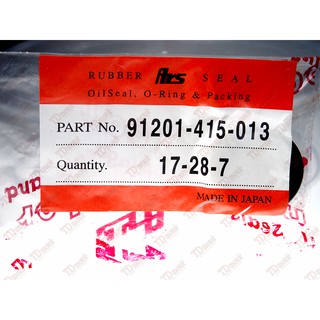 RUBBER ARS SEAL
OilSeal, O-Ring & Packing
PART No. 91201-415-013
Quantity. 17-28-7
MADE IN JAPAN